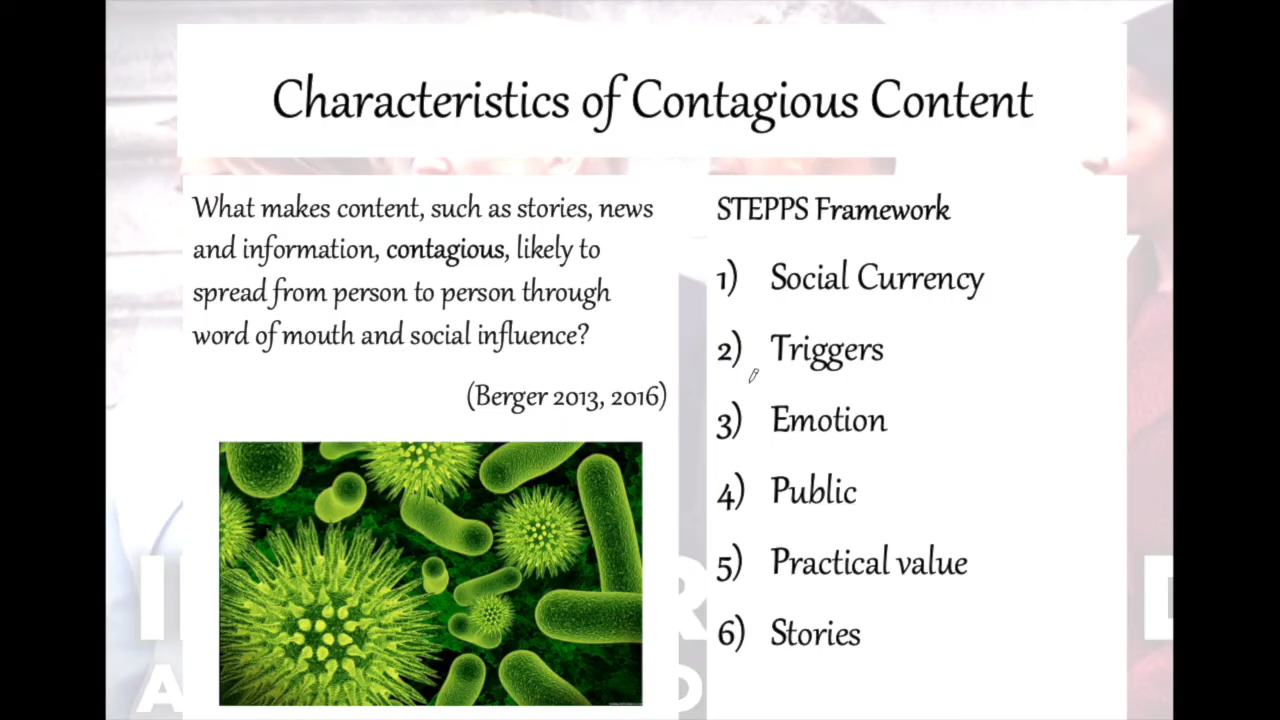 Characteristics of Contagious Content
What makes content, such as stories, news
and information, contagious, likely to
spread from person to person through
word of mouth and social influence?
(Berger 2013, 2016)
STEPPS Framework
1) Social Currency
2) Triggers
3) Emotion
4) Public
5) Practical value
6) Stories